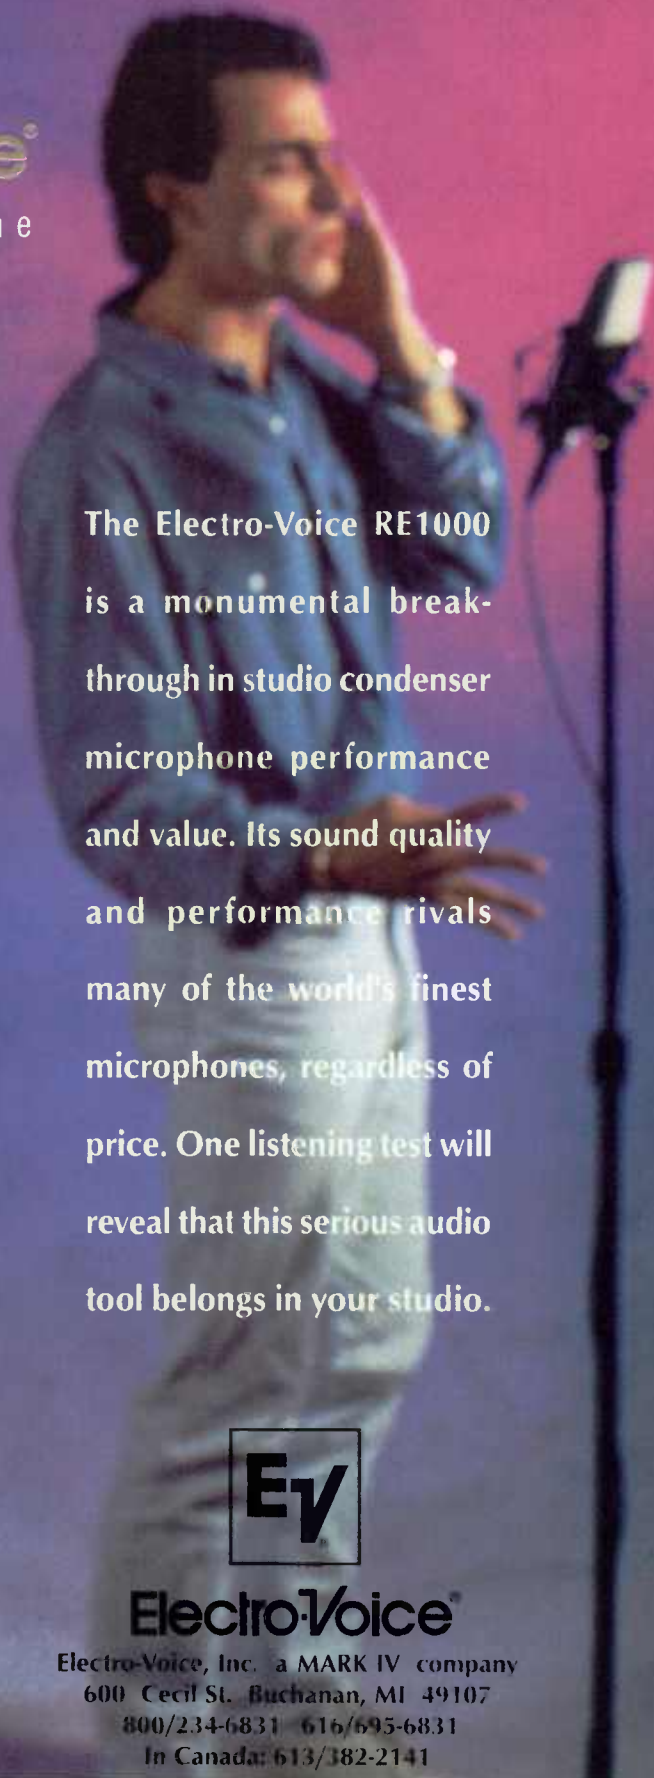 e®
u e
The Electro-Voice RE1000
is a monumental break-
through in studio condenser
microphone performance
and value. Its sound quality
and performance rivals
many of the world's finest
microphones, regardless of
price. One listening test will
reveal that this serious audio
tool belongs in your studio.
EV®
Electro-Voice®
Electro-Voice, Inc. a MARK IV company
600 Cecil St. Buchanan, MI 49107
800/234-6831 616/695-6831
In Canada: 613/382-2141